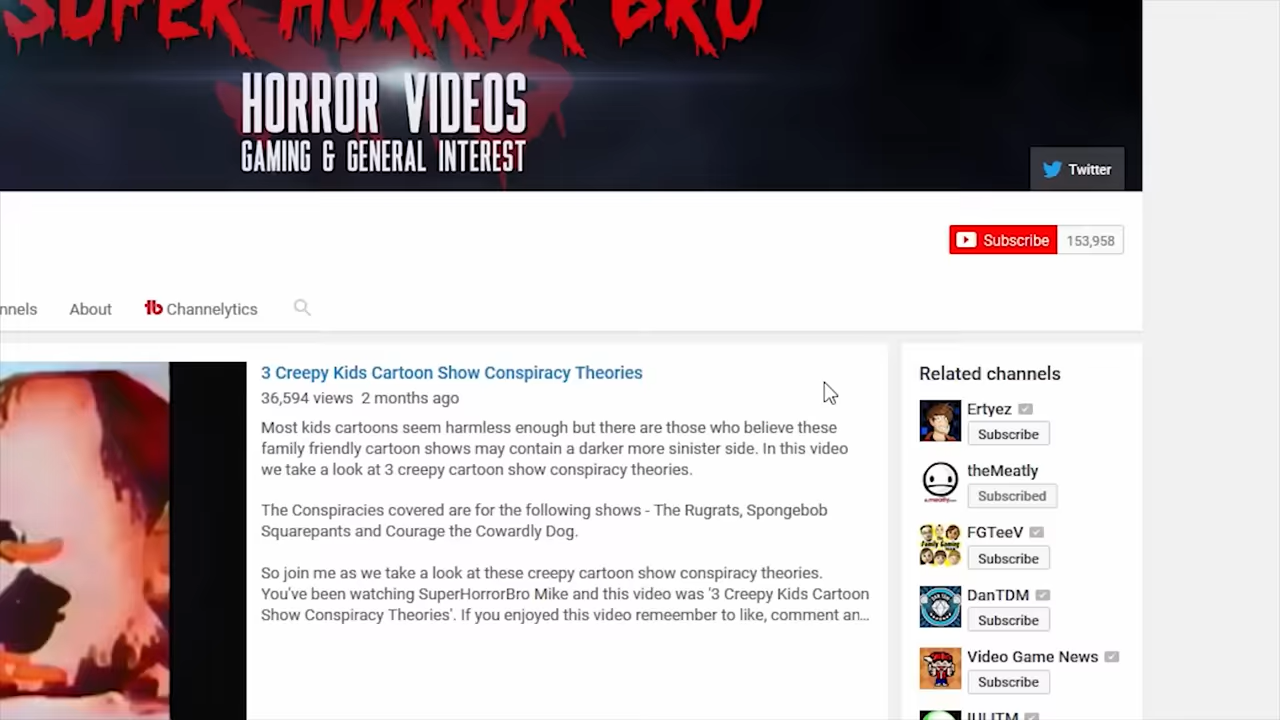 SUPER HORROR BRO
HORROR VIDEOS
GAMING & GENERAL INTEREST
Twitter
Subscribe 153,958
nnels About Channelytics
3 Creepy Kids Cartoon Show Conspiracy Theories
36,594 views 2 months ago
Most kids cartoons seem harmless enough but there are those who believe these
family friendly cartoon shows may contain a darker more sinister side. In this video
we take a look at 3 creepy cartoon show conspiracy theories.
The Conspiracies covered are for the following shows - The Rugrats, Spongebob
Squarepants and Courage the Cowardly Dog.
So join me as we take a look at these creepy cartoon show conspiracy theories.
You've been watching SuperHorrorBro Mike and this video was '3 Creepy Kids Cartoon
Show Conspiracy Theories'. If you enjoyed this video remeember to like, comment an...
Related channels
Ertyez
Subscribe
theMeatly
Subscribed
FGTeeV
Subscribe
DanTDM
Subscribe
Video Game News
Subscribe